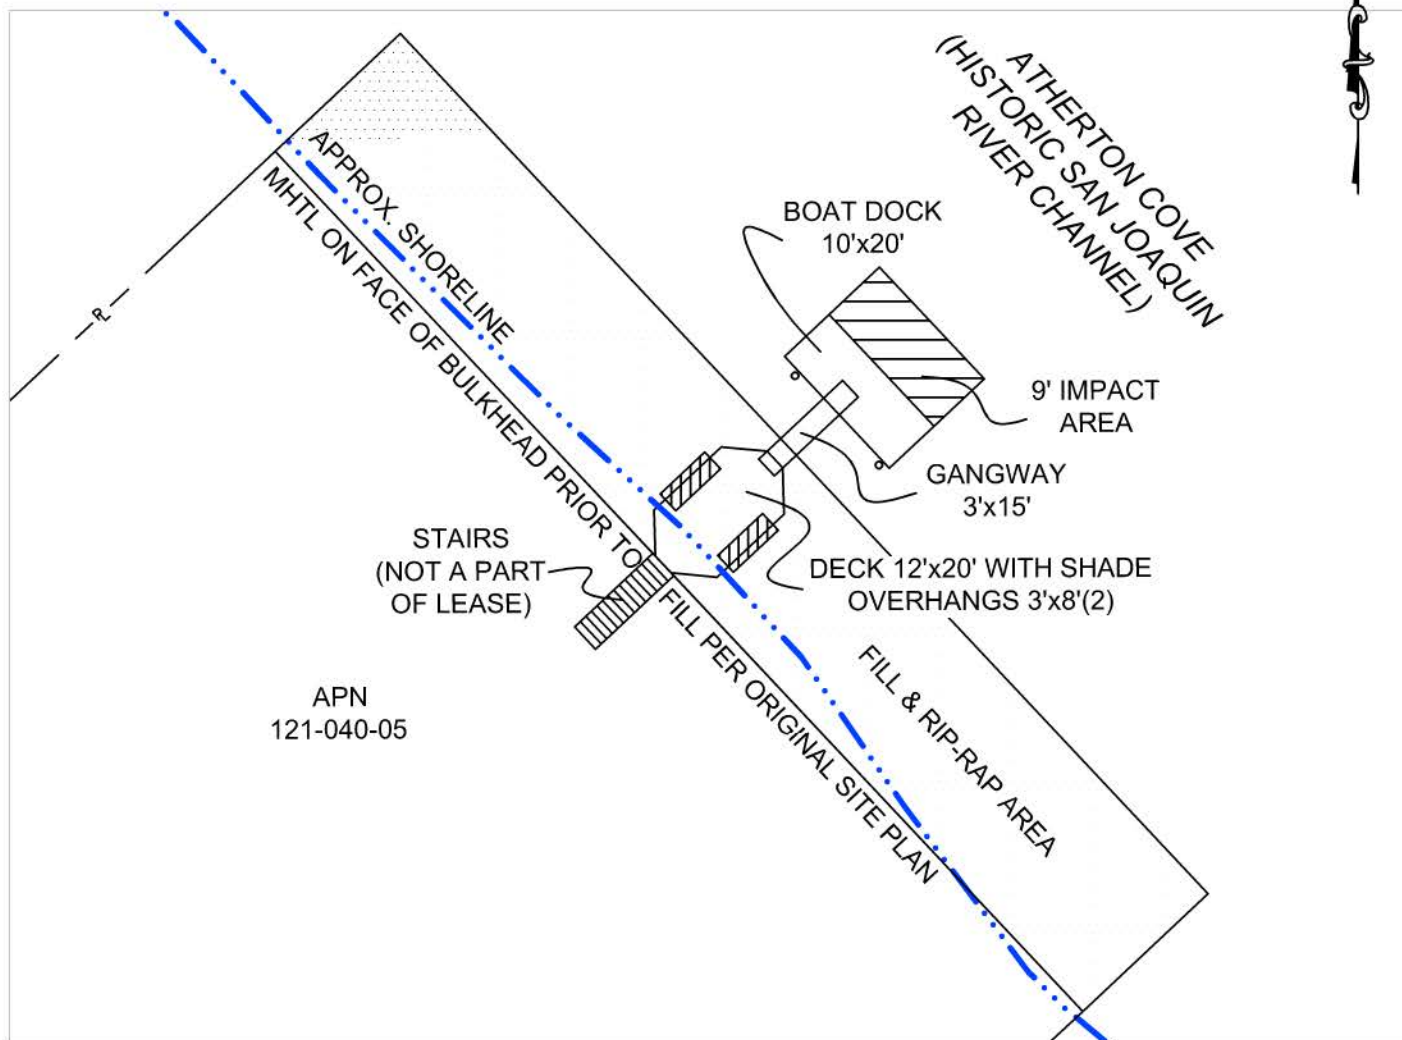 ATHERTON COVE
(HISTORIC SAN JOAQUIN
RIVER CHANNEL)
APPROX. SHORELINE
MHTL ON FACE OF BULKHEAD PRIOR TO
FILL PER ORIGINAL SITE PLAN
BOAT DOCK
10'x20'
9' IMPACT
AREA
GANGWAY
3'x15'
STAIRS
(NOT A PART
OF LEASE)
DECK 12'x20' WITH SHADE
OVERHANGS 3'x8'(2)
FILL & RIP-RAP AREA
APN
121-040-05